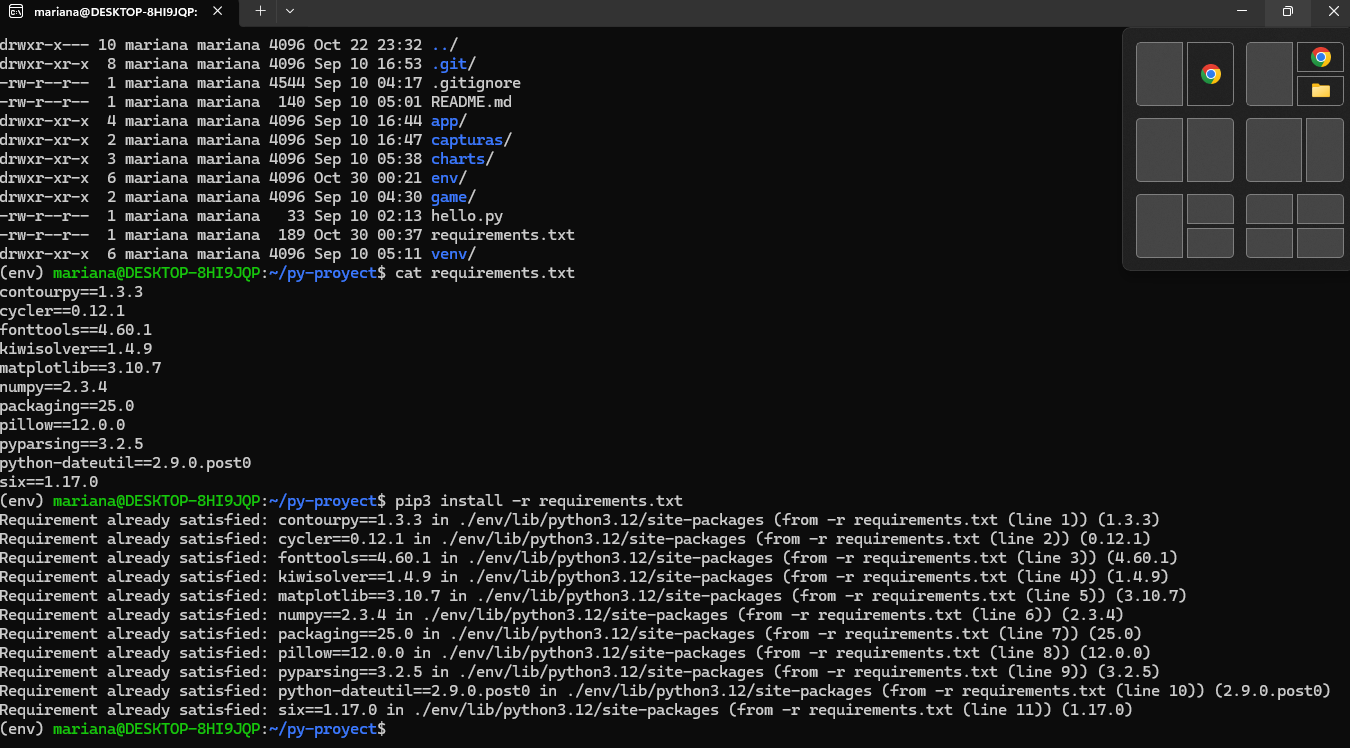 mariana@DESKTOP-8HI9JQP:
drwxr-x--- 10 mariana mariana 4096 Oct 22 23:32 ../
drwxr-xr-x  8 mariana mariana 4096 Sep 10 16:53 .git/
-rw-r--r--  1 mariana mariana 4544 Sep 10 04:17 .gitignore
-rw-r--r--  1 mariana mariana  140 Sep 10 05:01 README.md
drwxr-xr-x  4 mariana mariana 4096 Sep 10 16:44 app/
drwxr-xr-x  2 mariana mariana 4096 Sep 10 16:47 capturas/
drwxr-xr-x  3 mariana mariana 4096 Sep 10 05:38 charts/
drwxr-xr-x  6 mariana mariana 4096 Oct 30 00:21 env/
drwxr-xr-x  2 mariana mariana 4096 Sep 10 04:30 game/
-rw-r--r--  1 mariana mariana   33 Sep 10 02:13 hello.py
-rw-r--r--  1 mariana mariana  189 Oct 30 00:37 requirements.txt
drwxr-xr-x  6 mariana mariana 4096 Sep 10 05:11 venv/
(env) mariana@DESKTOP-8HI9JQP:~/py-proyect$ cat requirements.txt
contourpy==1.3.3
cycler==0.12.1
fonttools==4.60.1
kiwisolver==1.4.9
matplotlib==3.10.7
numpy==2.3.4
packaging==25.0
pillow==12.0.0
pyparsing==3.2.5
python-dateutil==2.9.0.post0
six==1.17.0
(env) mariana@DESKTOP-8HI9JQP:~/py-proyect$ pip3 install -r requirements.txt
Requirement already satisfied: contourpy==1.3.3 in ./env/lib/python3.12/site-packages (from -r requirements.txt (line 1)) (1.3.3)
Requirement already satisfied: cycler==0.12.1 in ./env/lib/python3.12/site-packages (from -r requirements.txt (line 2)) (0.12.1)
Requirement already satisfied: fonttools==4.60.1 in ./env/lib/python3.12/site-packages (from -r requirements.txt (line 3)) (4.60.1)
Requirement already satisfied: kiwisolver==1.4.9 in ./env/lib/python3.12/site-packages (from -r requirements.txt (line 4)) (1.4.9)
Requirement already satisfied: matplotlib==3.10.7 in ./env/lib/python3.12/site-packages (from -r requirements.txt (line 5)) (3.10.7)
Requirement already satisfied: numpy==2.3.4 in ./env/lib/python3.12/site-packages (from -r requirements.txt (line 6)) (2.3.4)
Requirement already satisfied: packaging==25.0 in ./env/lib/python3.12/site-packages (from -r requirements.txt (line 7)) (25.0)
Requirement already satisfied: pillow==12.0.0 in ./env/lib/python3.12/site-packages (from -r requirements.txt (line 8)) (12.0.0)
Requirement already satisfied: pyparsing==3.2.5 in ./env/lib/python3.12/site-packages (from -r requirements.txt (line 9)) (3.2.5)
Requirement already satisfied: python-dateutil==2.9.0.post0 in ./env/lib/python3.12/site-packages (from -r requirements.txt (line 10)) (2.9.0.post0)
Requirement already satisfied: six==1.17.0 in ./env/lib/python3.12/site-packages (from -r requirements.txt (line 11)) (1.17.0)
(env) mariana@DESKTOP-8HI9JQP:~/py-proyect$